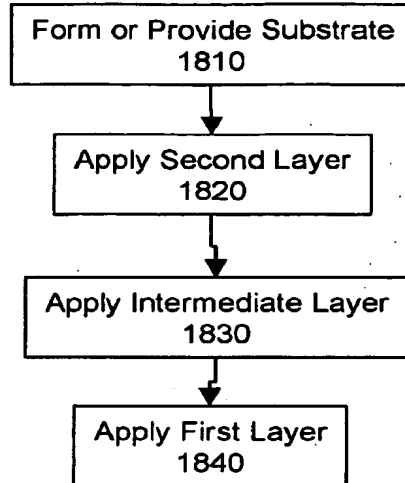 Form or Provide Substrate
1810
Apply Second Layer
1820
Apply Intermediate Layer
1830
Apply First Layer
1840